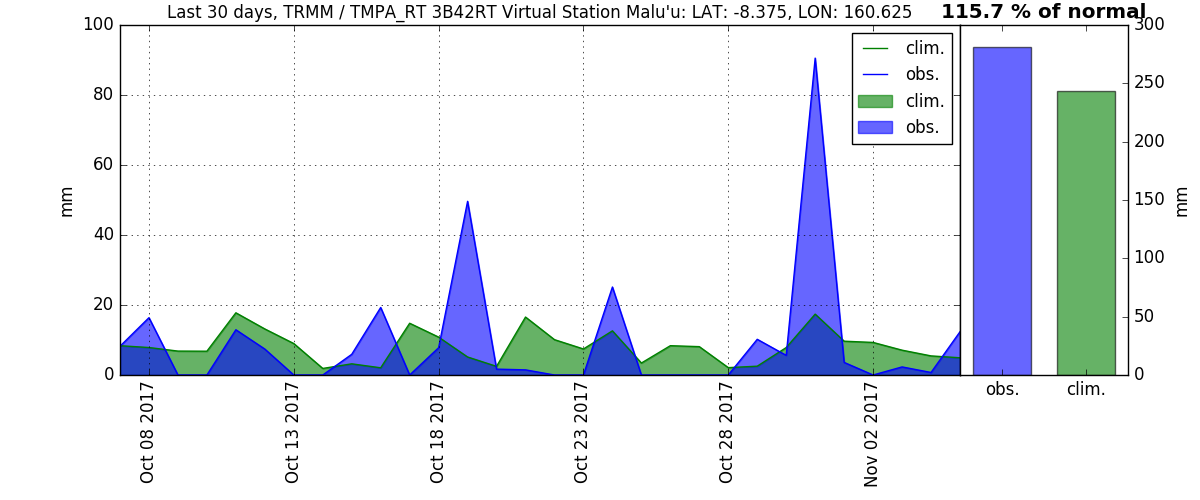 Last 30 days, TRMM / TMPA_RT 3B42RT Virtual Station Malu'u: LAT: -8.375, LON: 160.625
115.7 % of normal
100
80
60
40
20
0
mm
clim.
obs.
clim.
obs.
Oct 08 2017
Oct 13 2017
Oct 18 2017
Oct 23 2017
Oct 28 2017
Nov 02 2017
300
250
200
150
100
50
0
mm
obs.
clim.